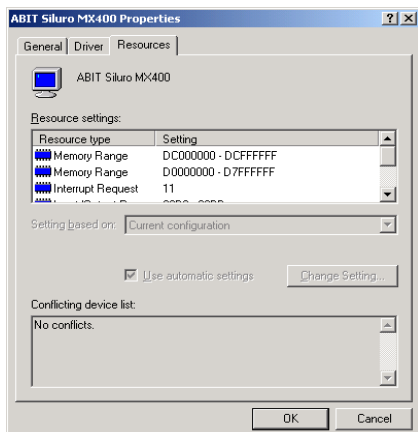 ABIT Siluro MX400 Properties
General Driver Resources
ABIT Siluro MX400
Resource settings:
Resource type Setting
Memory Range DC000000 - DCFFFFFF
Memory Range D0000000 - D7FFFFFF
Interrupt Request 11
Setting based on: Current configuration
Use automatic settings Change Setting...
Conflicting device list:
No conflicts.
OK Cancel